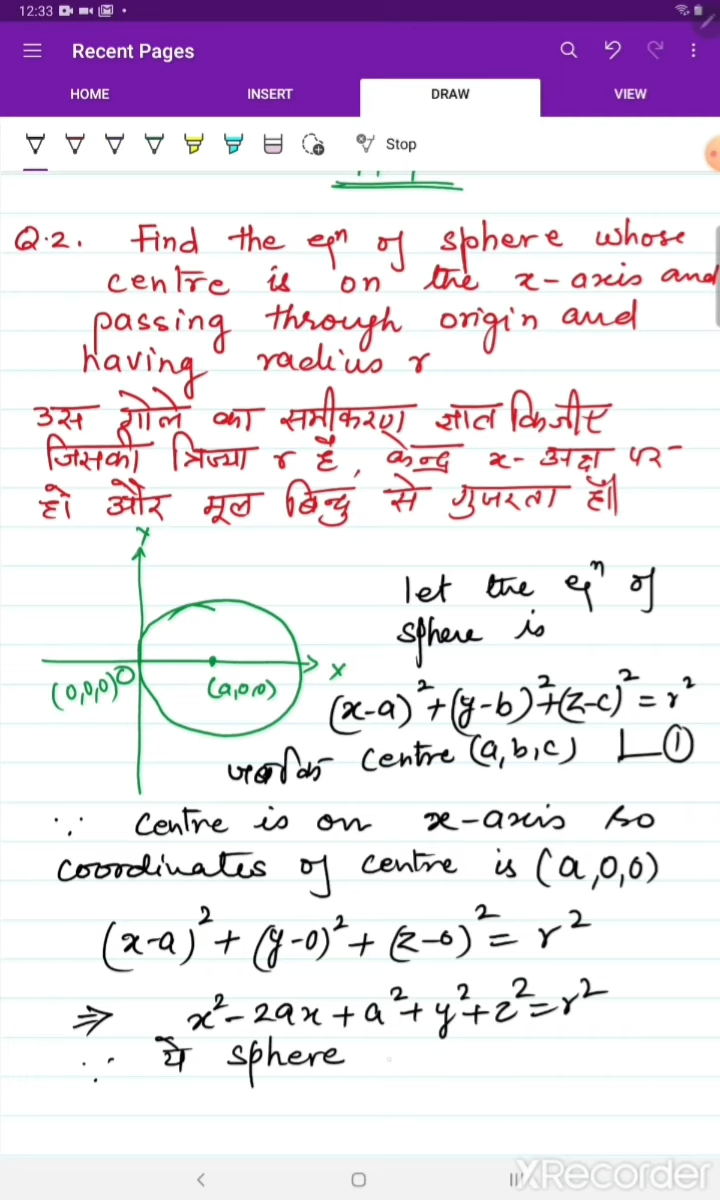 12:33
Recent Pages
HOME INSERT DRAW VIEW
Stop
Q.2. Find the eqⁿ of sphere whose
centre is on the x-axis and
passing through origin and
having radius r
उस गोले का समीकरण ज्ञात किजीए
जिसकी त्रिज्या r है, केन्द्र x-अक्ष पर
हो और मूल बिन्दु से गुजरता हो।
Y
X
O
(0,0,0)
(a,0,0)
let the eqⁿ of
sphere is
(x-a)²+(y-b)²+(z-c)²=r²
जबकि centre (a,b,c) ①
∵ centre is on x-axis so
coordinates of centre is (a,0,0)
(x-a)²+(y-0)²+(z-0)²=r²
⇒ x²-2ax+a²+y²+z²=r²
∵ ये sphere
XRecorder